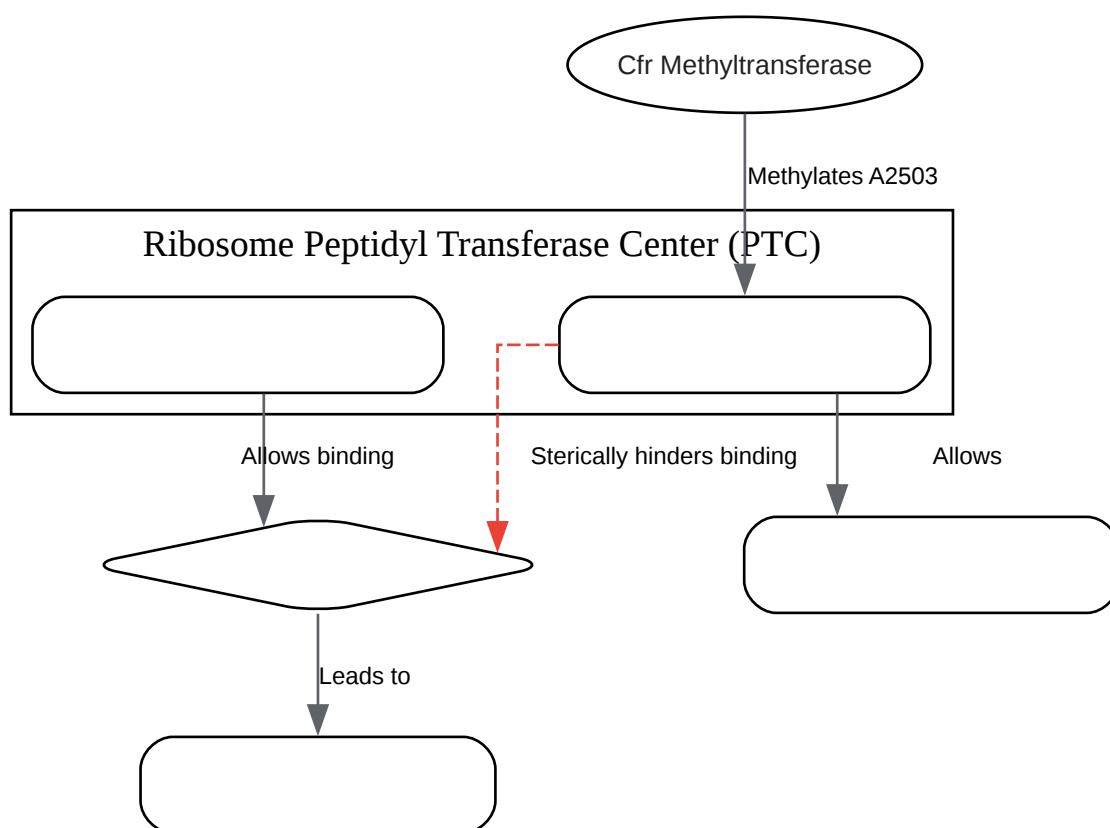 Cfr Methyltransferase
Methylates A2503
Ribosome Peptidyl Transferase Center (PTC)
Allows binding
Sterically hinders binding
Allows
Leads to